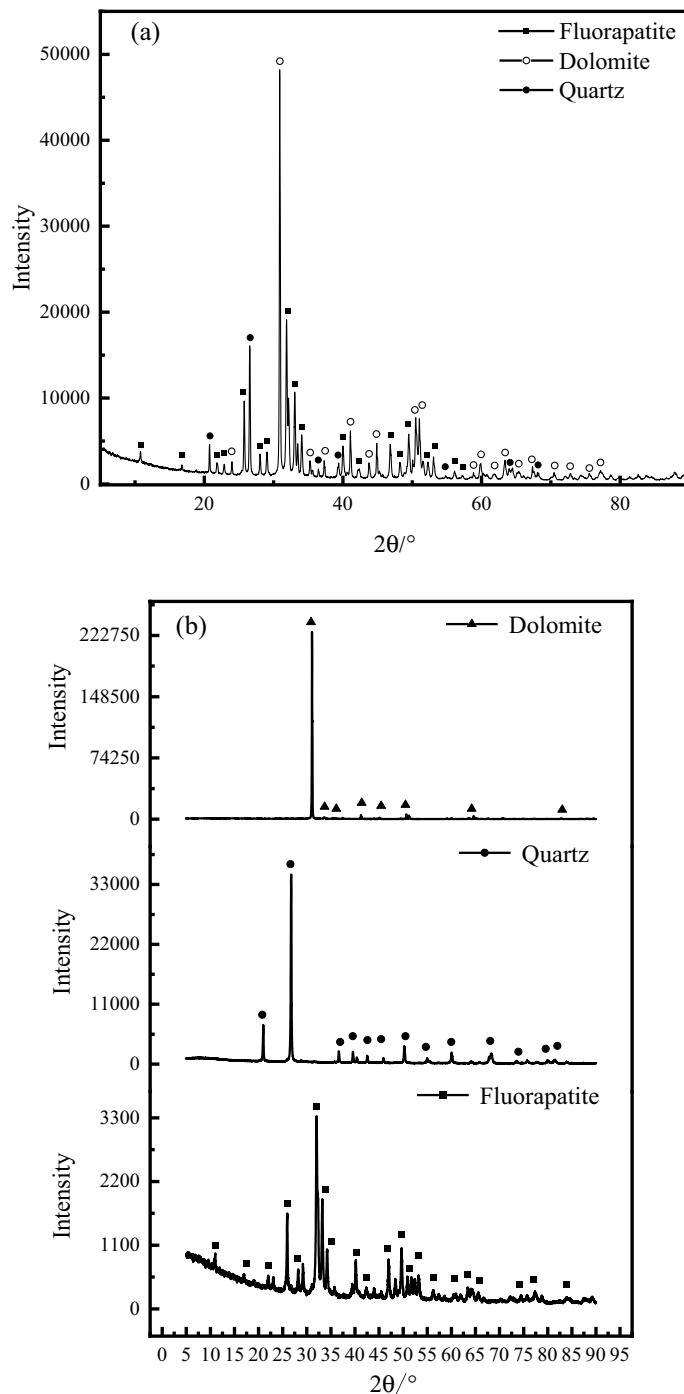 (a)
Fluorapatite
Dolomite
Quartz
50000
40000
30000
20000
10000
0
Intensity
20 40 60 80
2θ/°
(b)
Dolomite
222750
148500
74250
0
Intensity
Quartz
33000
22000
11000
0
Intensity
Fluorapatite
3300
2200
1100
0
Intensity
0 5 10 15 20 25 30 35 40 45 50 55 60 65 70 75 80 85 90 95
2θ/°